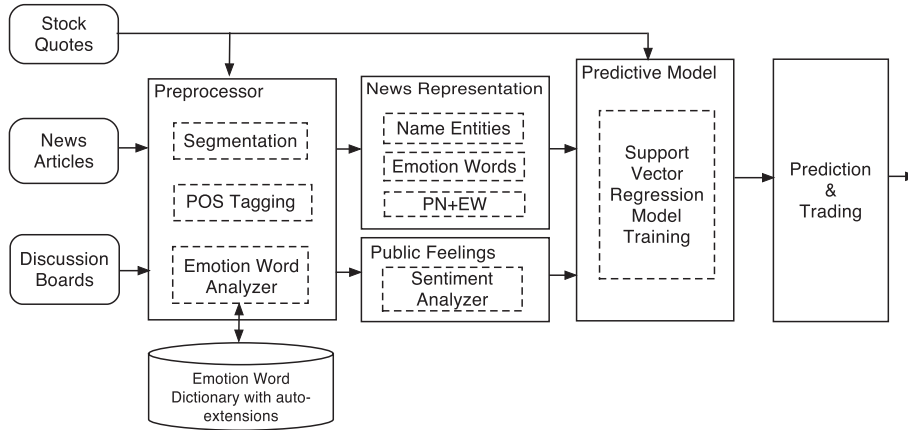 Stock
Quotes
News
Articles
Discussion
Boards
Preprocessor
Segmentation
POS Tagging
Emotion Word
Analyzer
Emotion Word
Dictionary with auto-
extensions
News Representation
Name Entities
Emotion Words
PN+EW
Public Feelings
Sentiment
Analyzer
Predictive Model
Support
Vector
Regression
Model
Training
Prediction
&
Trading